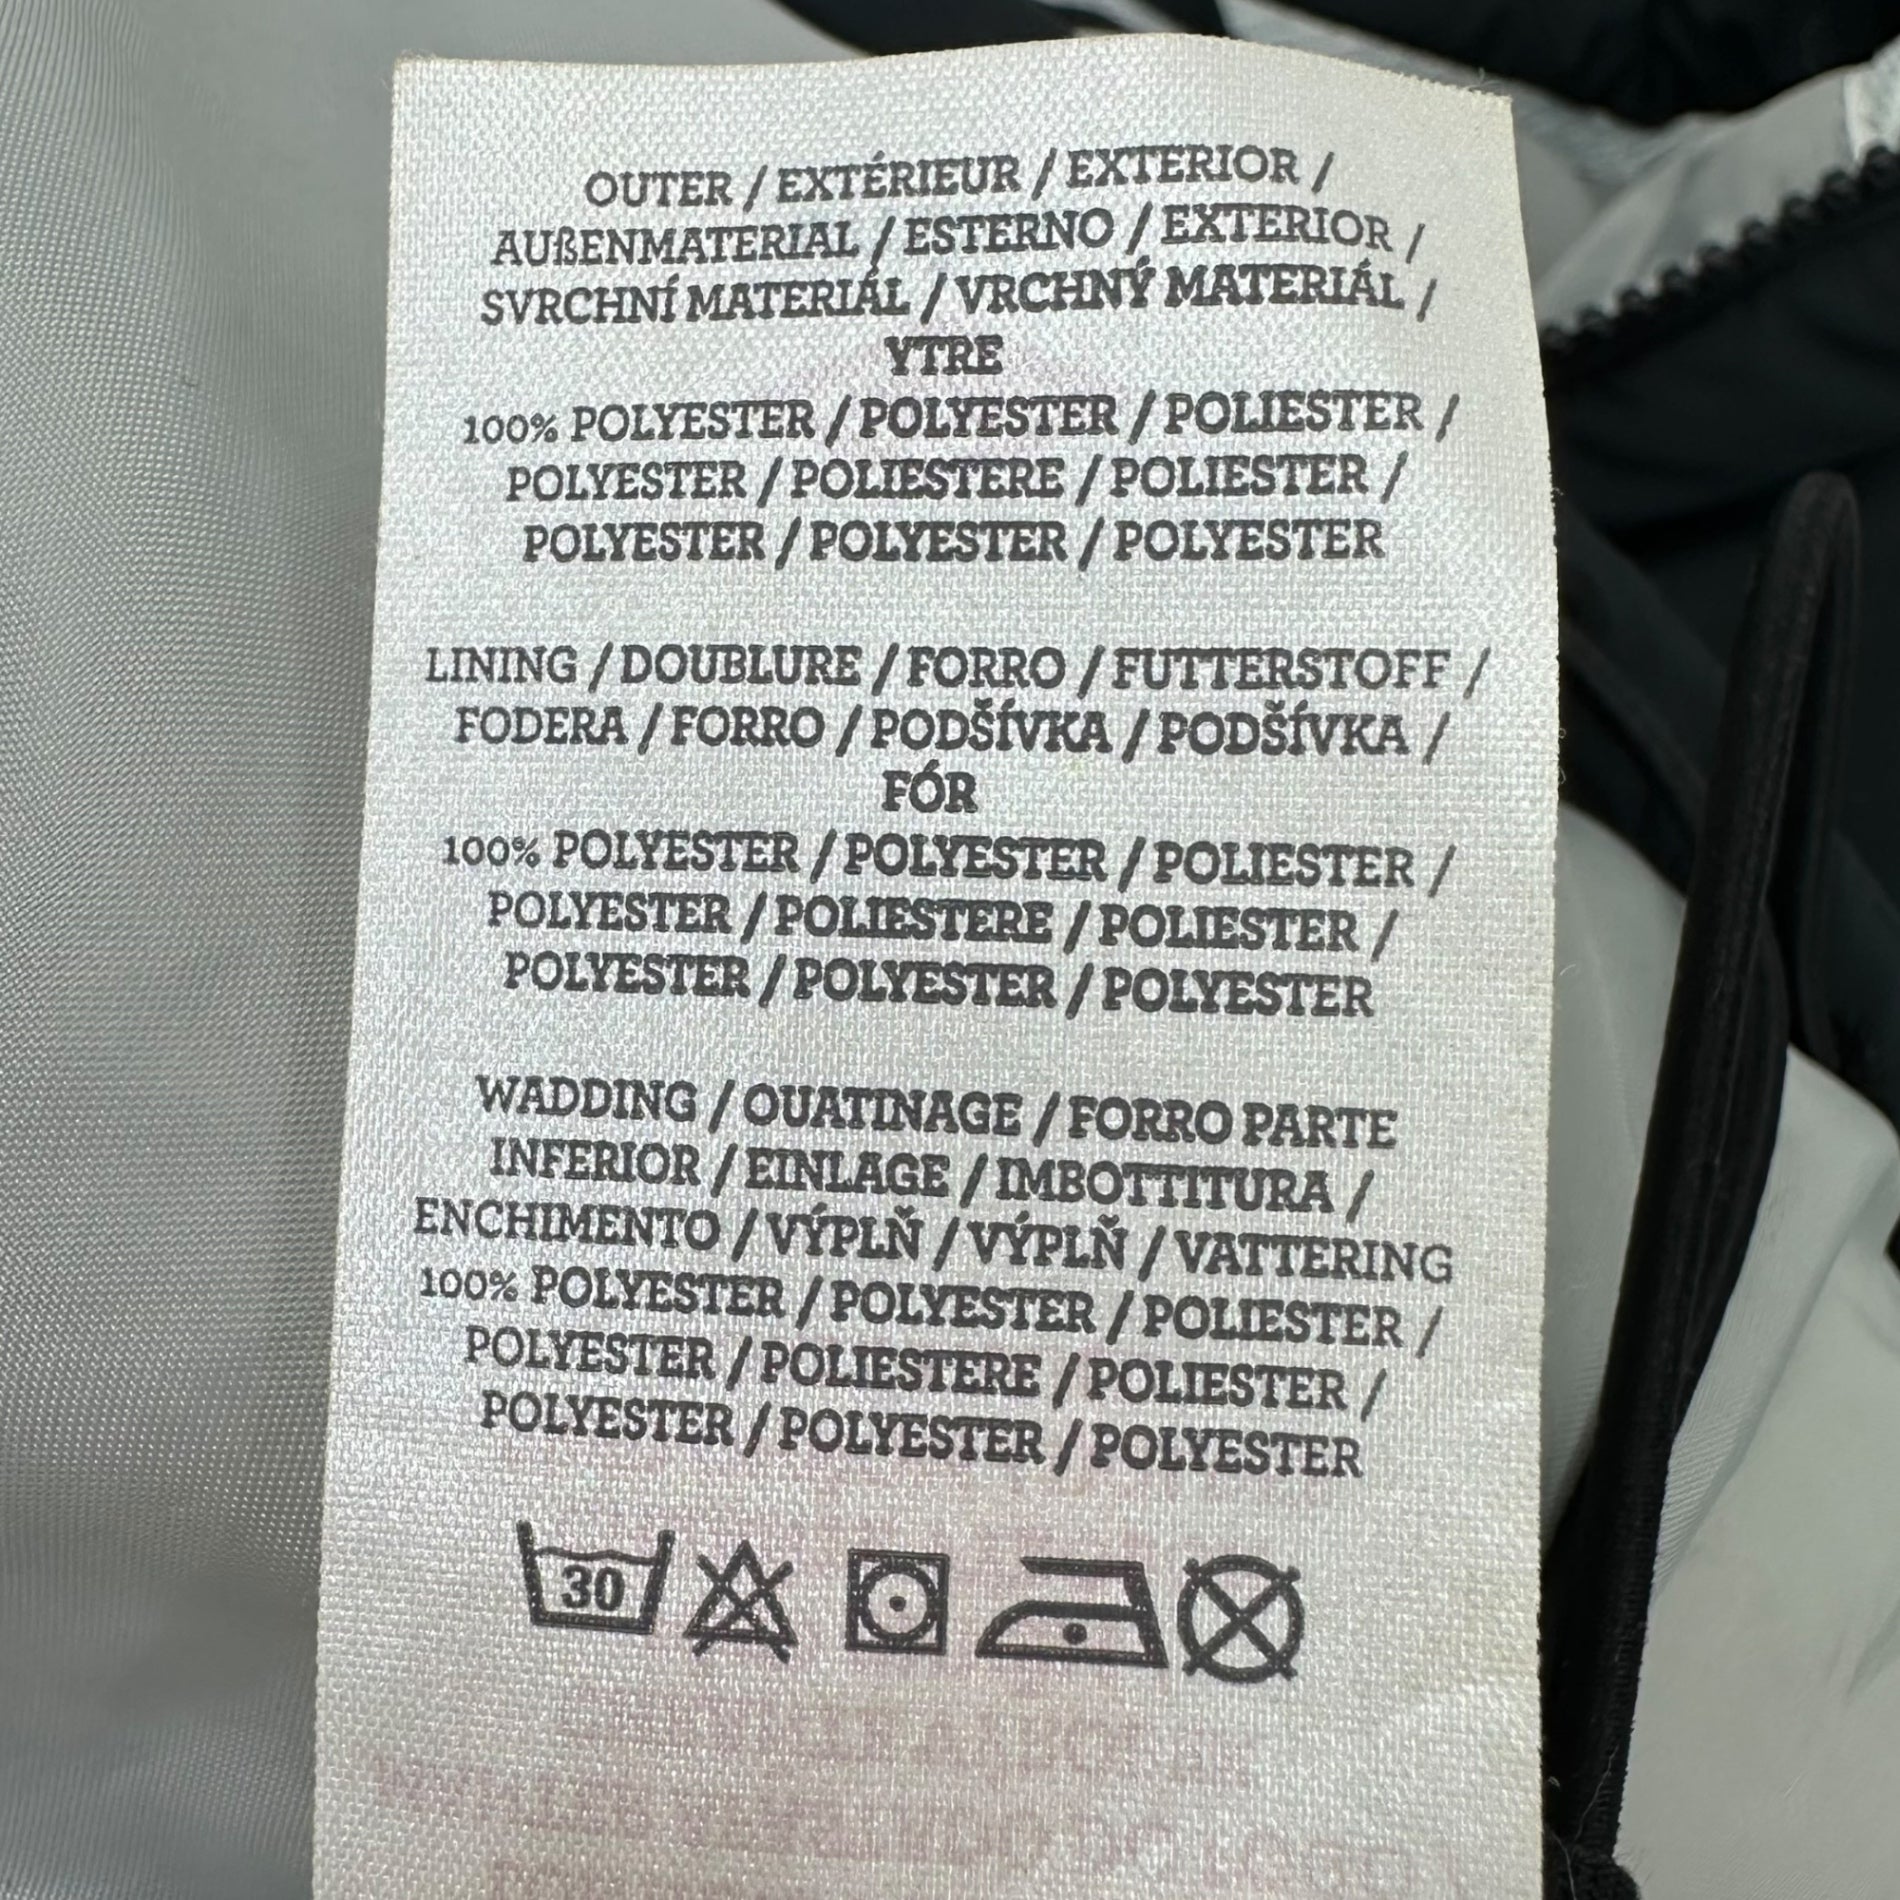 OUTER / EXTÉRIEUR / EXTERIOR /
AUßENMATERIAL / ESTERNO / EXTERIOR /
SVRCHNÍ MATERIÁL / VRCHNÝ MATERIÁL /
YTRE
100% POLYESTER / POLYESTER / POLIESTER /
POLYESTER / POLIESTERE / POLIESTER /
POLYESTER / POLYESTER / POLYESTER
LINING / DOUBLURE / FORRO / FUTTERSTOFF /
FODERA / FORRO / PODŠÍVKA / PODŠÍVKA /
FÓR
100% POLYESTER / POLYESTER / POLIESTER /
POLYESTER / POLIESTERE / POLIESTER /
POLYESTER / POLYESTER / POLYESTER
WADDING / OUATINAGE / FORRO PARTE
INFERIOR / EINLAGE / IMBOTTITURA /
ENCHIMENTO / VÝPLŇ / VÝPLŇ / VATTERING
100% POLYESTER / POLYESTER / POLIESTER /
POLYESTER / POLIESTERE / POLIESTER /
POLYESTER / POLYESTER / POLYESTER
30